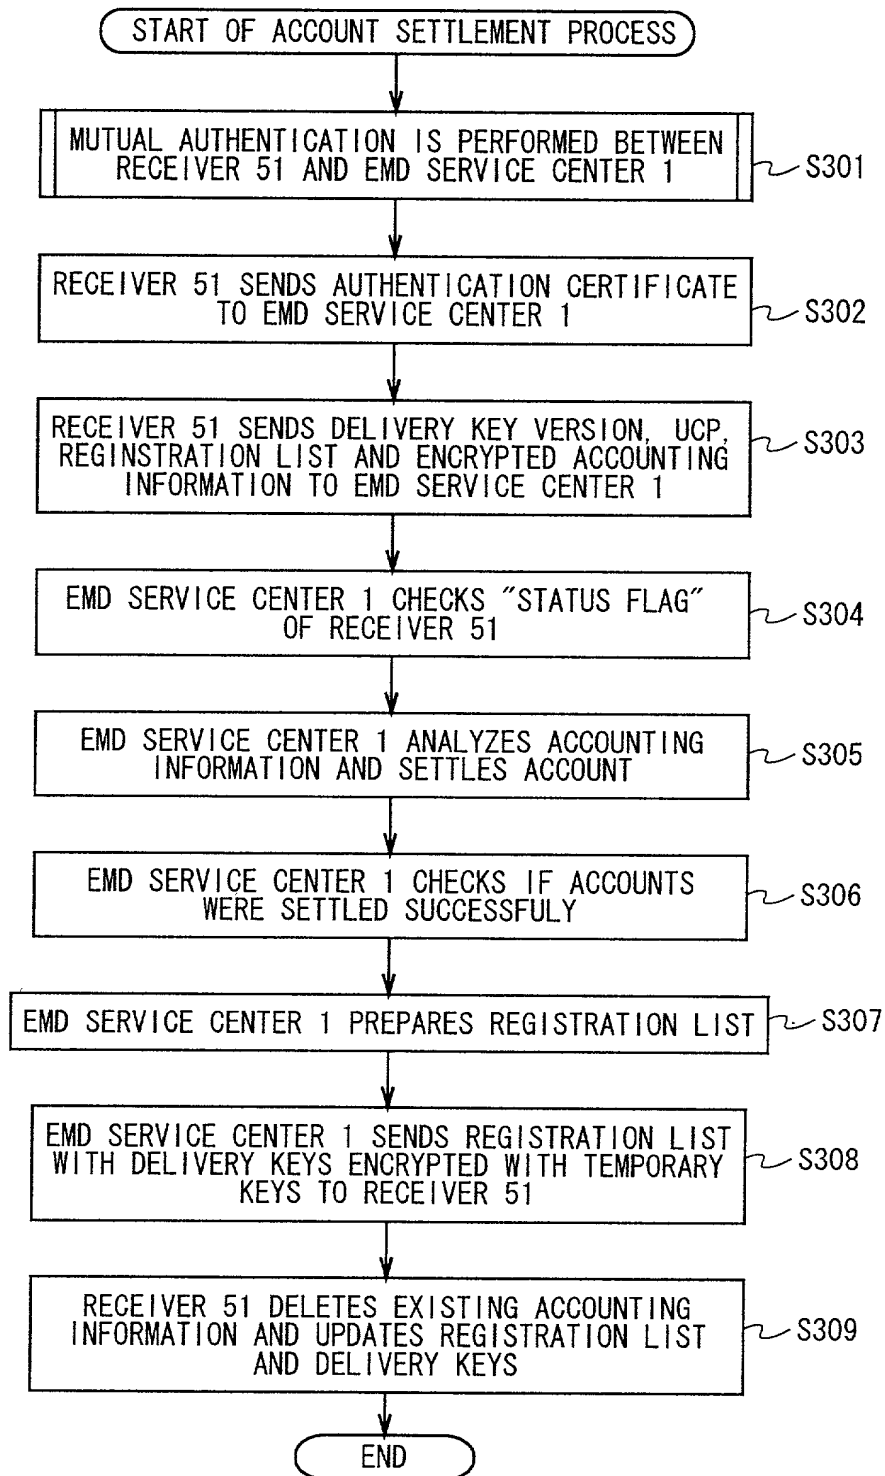 START OF ACCOUNT SETTLEMENT PROCESS
MUTUAL AUTHENTICATION IS PERFORMED BETWEEN
RECEIVER 51 AND EMD SERVICE CENTER 1
S301
RECEIVER 51 SENDS AUTHENTICATION CERTIFICATE
TO EMD SERVICE CENTER 1
S302
RECEIVER 51 SENDS DELIVERY KEY VERSION, UCP,
REGINSTRATION LIST AND ENCRYPTED ACCOUNTING
INFORMATION TO EMD SERVICE CENTER 1
S303
EMD SERVICE CENTER 1 CHECKS "STATUS FLAG"
OF RECEIVER 51
S304
EMD SERVICE CENTER 1 ANALYZES ACCOUNTING
INFORMATION AND SETTLES ACCOUNT
S305
EMD SERVICE CENTER 1 CHECKS IF ACCOUNTS
WERE SETTLED SUCCESSFULY
S306
EMD SERVICE CENTER 1 PREPARES REGISTRATION LIST
S307
EMD SERVICE CENTER 1 SENDS REGISTRATION LIST
WITH DELIVERY KEYS ENCRYPTED WITH TEMPORARY
KEYS TO RECEIVER 51
S308
RECEIVER 51 DELETES EXISTING ACCOUNTING
INFORMATION AND UPDATES REGISTRATION LIST
AND DELIVERY KEYS
S309
END